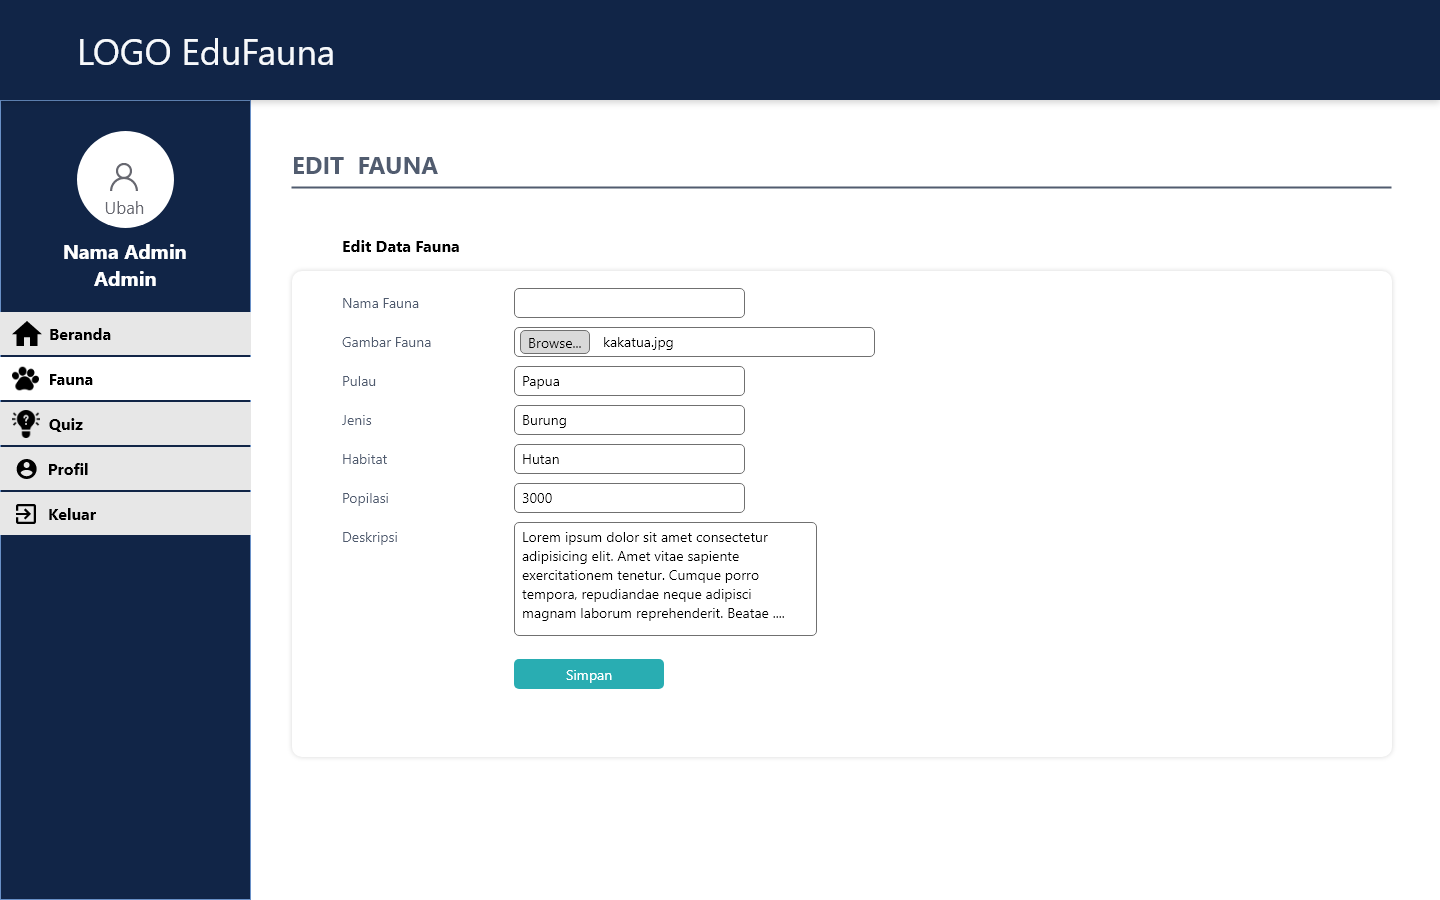 LOGO EduFauna
Ubah
Nama Admin
Admin
Beranda
Fauna
Quiz
Profil
Keluar
EDIT FAUNA
Edit Data Fauna
Nama Fauna
Gambar Fauna Browse... kakatua.jpg
Pulau Papua
Jenis Burung
Habitat Hutan
Popilasi 3000
Deskripsi Lorem ipsum dolor sit amet consectetur
adipisicing elit. Amet vitae sapiente
exercitationem tenetur. Cumque porro
tempora, repudiandae neque adipisci
magnam laborum reprehenderit. Beatae ....
Simpan